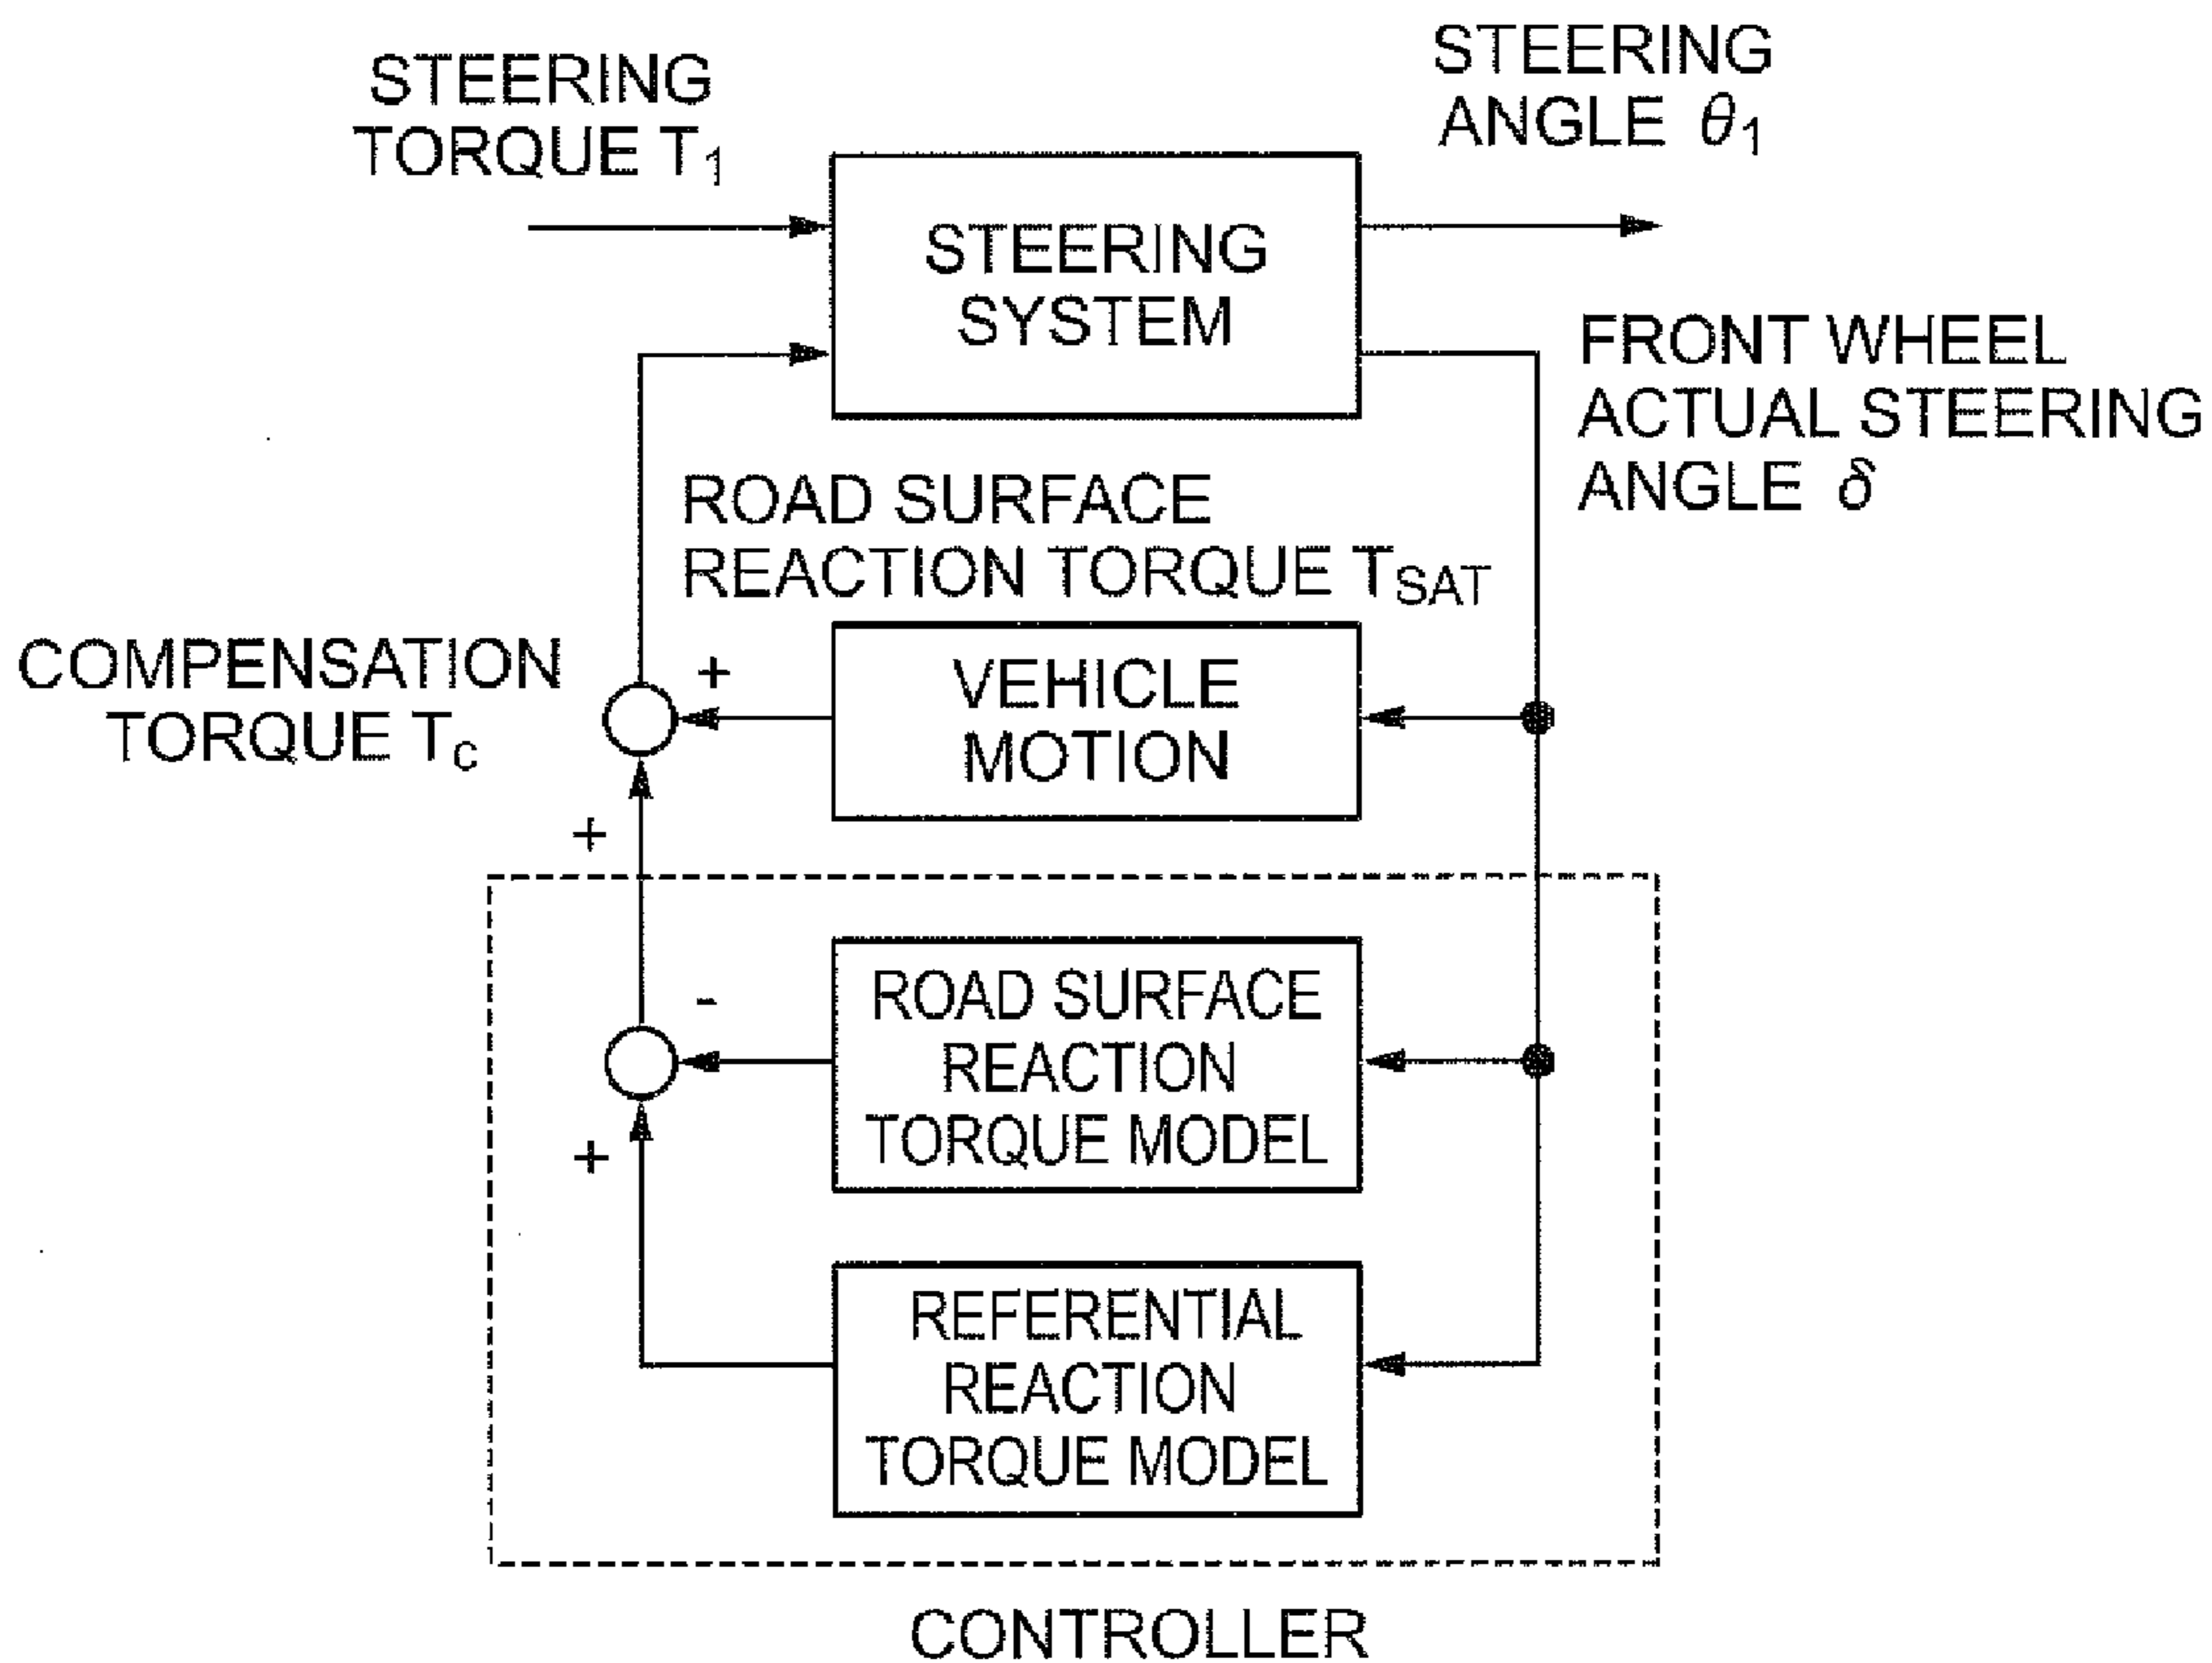 STEERING
TORQUE T1
STEERING
ANGLE θ1
STEERING
SYSTEM
FRONT WHEEL
ACTUAL STEERING
ANGLE δ
ROAD SURFACE
REACTION TORQUE TSAT
COMPENSATION
TORQUE TC
+
VEHICLE
MOTION
+
-
ROAD SURFACE
REACTION
TORQUE MODEL
+
REFERENTIAL
REACTION
TORQUE MODEL
CONTROLLER